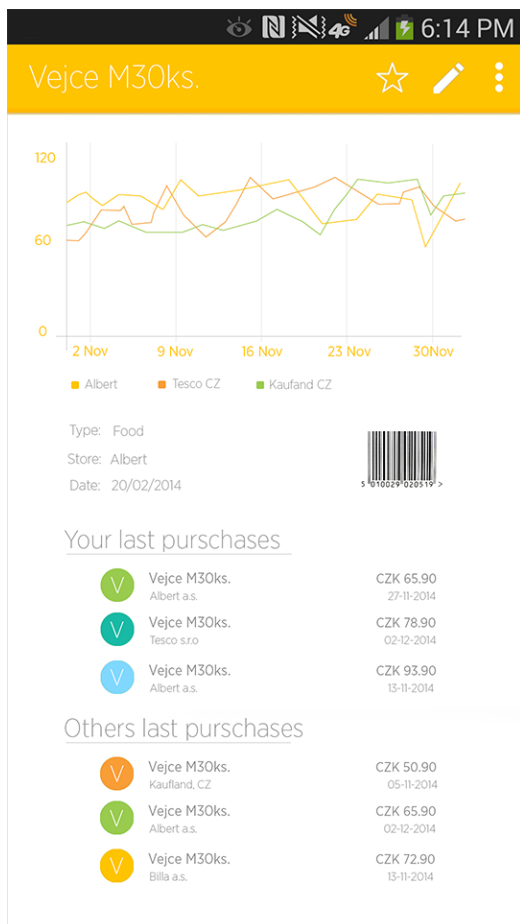 4G 6:14 PM
Vejce M30ks.
120
60
0
2 Nov 9 Nov 16 Nov 23 Nov 30Nov
Albert Tesco CZ Kaufand CZ
Type: Food
Store: Albert
Date: 20/02/2014
5 010029 020519 >
Your last purschases
V Vejce M30ks. CZK 65.90
Albert a.s. 27-11-2014
V Vejce M30ks. CZK 78.90
Tesco s.r.o 02-12-2014
V Vejce M30ks. CZK 93.90
Albert a.s. 13-11-2014
Others last purschases
V Vejce M30ks. CZK 50.90
Kaufland, CZ 05-11-2014
V Vejce M30ks. CZK 65.90
Albert a.s. 02-12-2014
V Vejce M30ks. CZK 72.90
Billa a.s. 13-11-2014